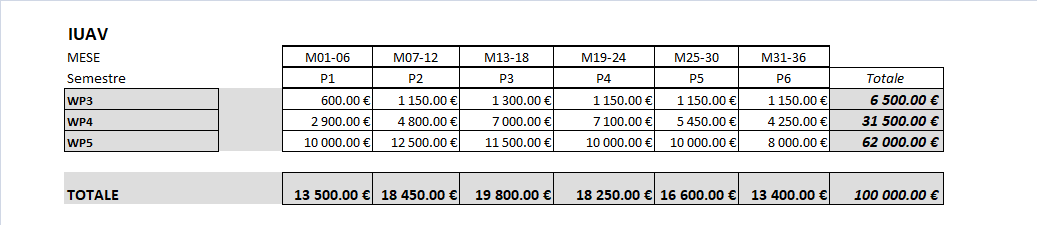 IUAV
MESE M01-06 M07-12 M13-18 M19-24 M25-30 M31-36
Semestre P1 P2 P3 P4 P5 P6 Totale
WP3 600.00 € 1 150.00 € 1 300.00 € 1 150.00 € 1 150.00 € 1 150.00 € 6 500.00 €
WP4 2 900.00 € 4 800.00 € 7 000.00 € 7 100.00 € 5 450.00 € 4 250.00 € 31 500.00 €
WP5 10 000.00 € 12 500.00 € 11 500.00 € 10 000.00 € 10 000.00 € 8 000.00 € 62 000.00 €
TOTALE 13 500.00 € 18 450.00 € 19 800.00 € 18 250.00 € 16 600.00 € 13 400.00 € 100 000.00 €